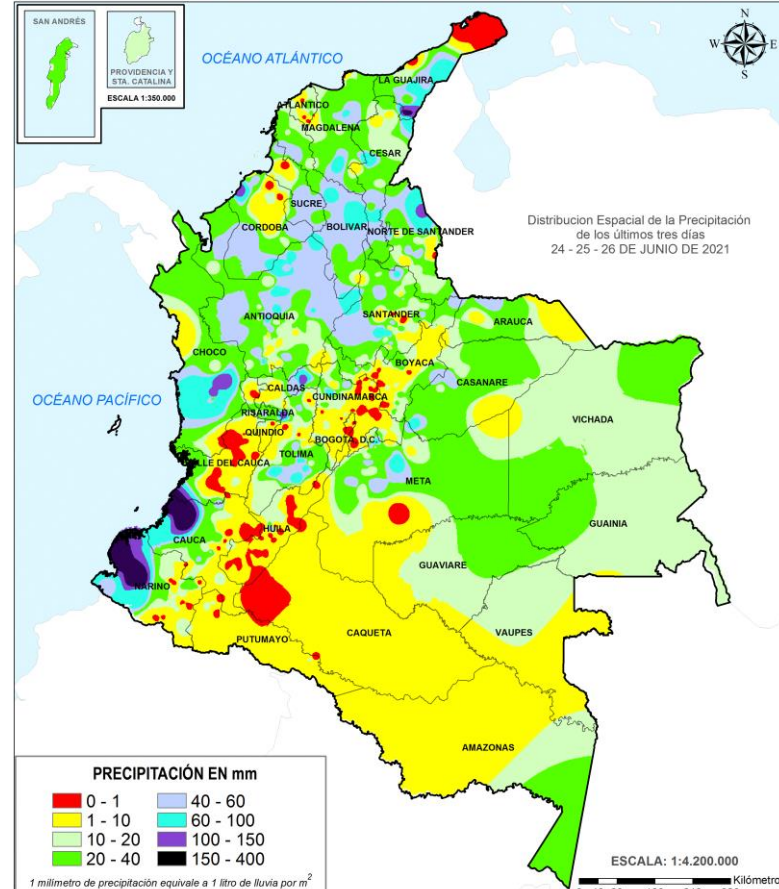 SAN ANDRÉS
PROVIDENCIA Y
STA. CATALINA
ESCALA 1:350.000
OCÉANO ATLÁNTICO
N
W E
S
LA GUAJIRA
ATLANTICO
MAGDALENA
CESAR
SUCRE
CORDOBA
BOLIVAR
NORTE DE SANTANDER
Distribucion Espacial de la Precipitación
de los últimos tres días
24 - 25 - 26 DE JUNIO DE 2021
ANTIOQUIA
SANTANDER
ARAUCA
CHOCO
BOYACA
CASANARE
OCÉANO PACÍFICO
CALDAS
CUNDINAMARCA
RISARALDA
VICHADA
QUINDIO
BOGOTA, D.C.
TOLIMA
VALLE DEL CAUCA
META
GUAINIA
HUILA
CAUCA
GUAVIARE
NARIÑO
VAUPES
CAQUETA
PUTUMAYO
AMAZONAS
PRECIPITACIÓN EN mm
0 - 1 40 - 60
1 - 10 60 - 100
10 - 20 100 - 150
20 - 40 150 - 400
1 milímetro de precipitación equivale a 1 litro de lluvia por m²
ESCALA: 1:4.200.000